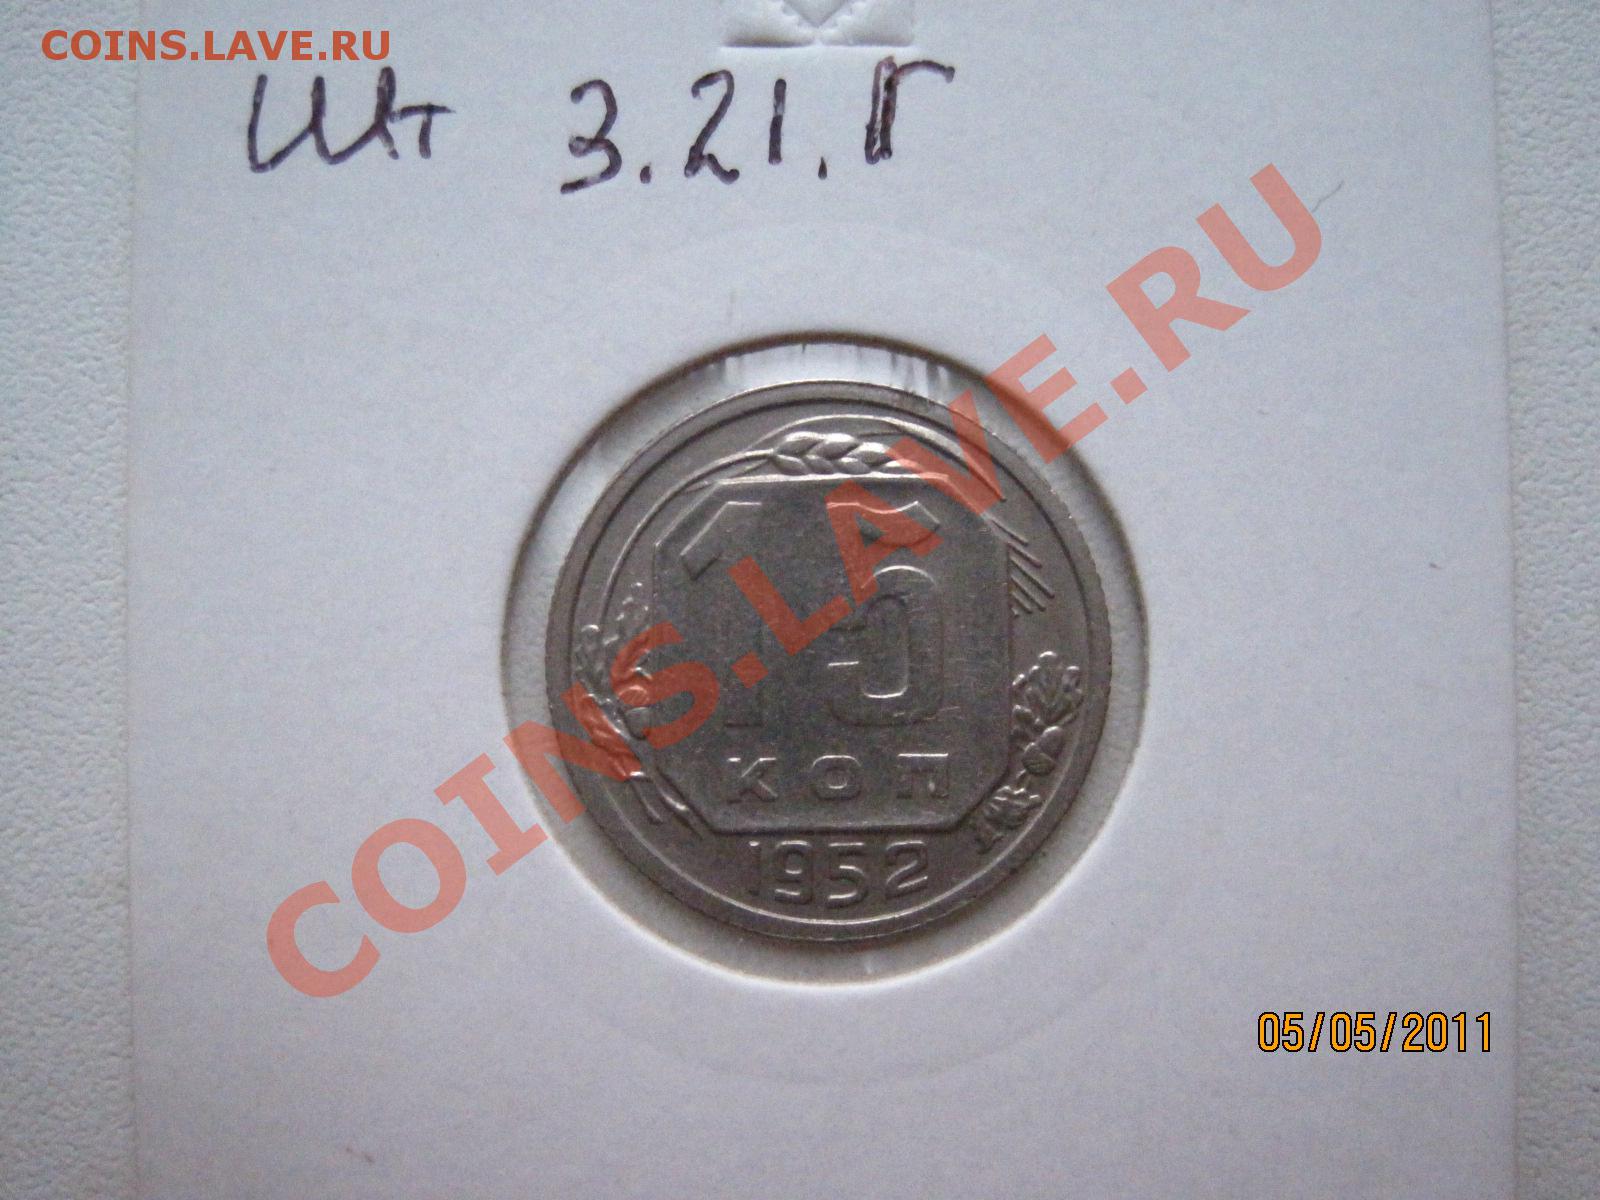 COINS.LAVE.RU
Шт 3.21.Г
COINS.LAVE.RU
15
КОП
1952
05/05/2011